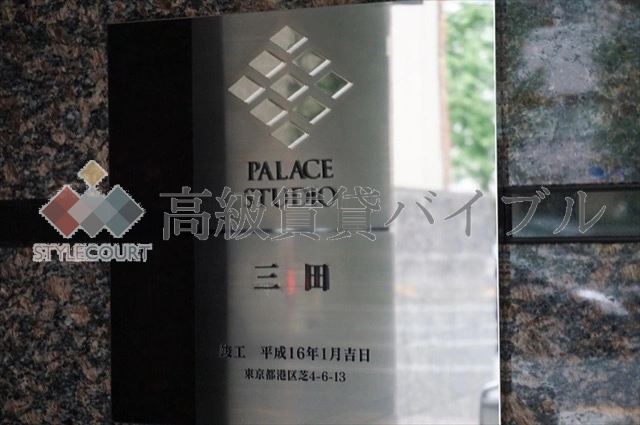 PALACE
STUDIO
STYLECOURT 高級賃貸バイブル
三田
竣工 平成16年1月吉日
東京都港区芝4-6-13